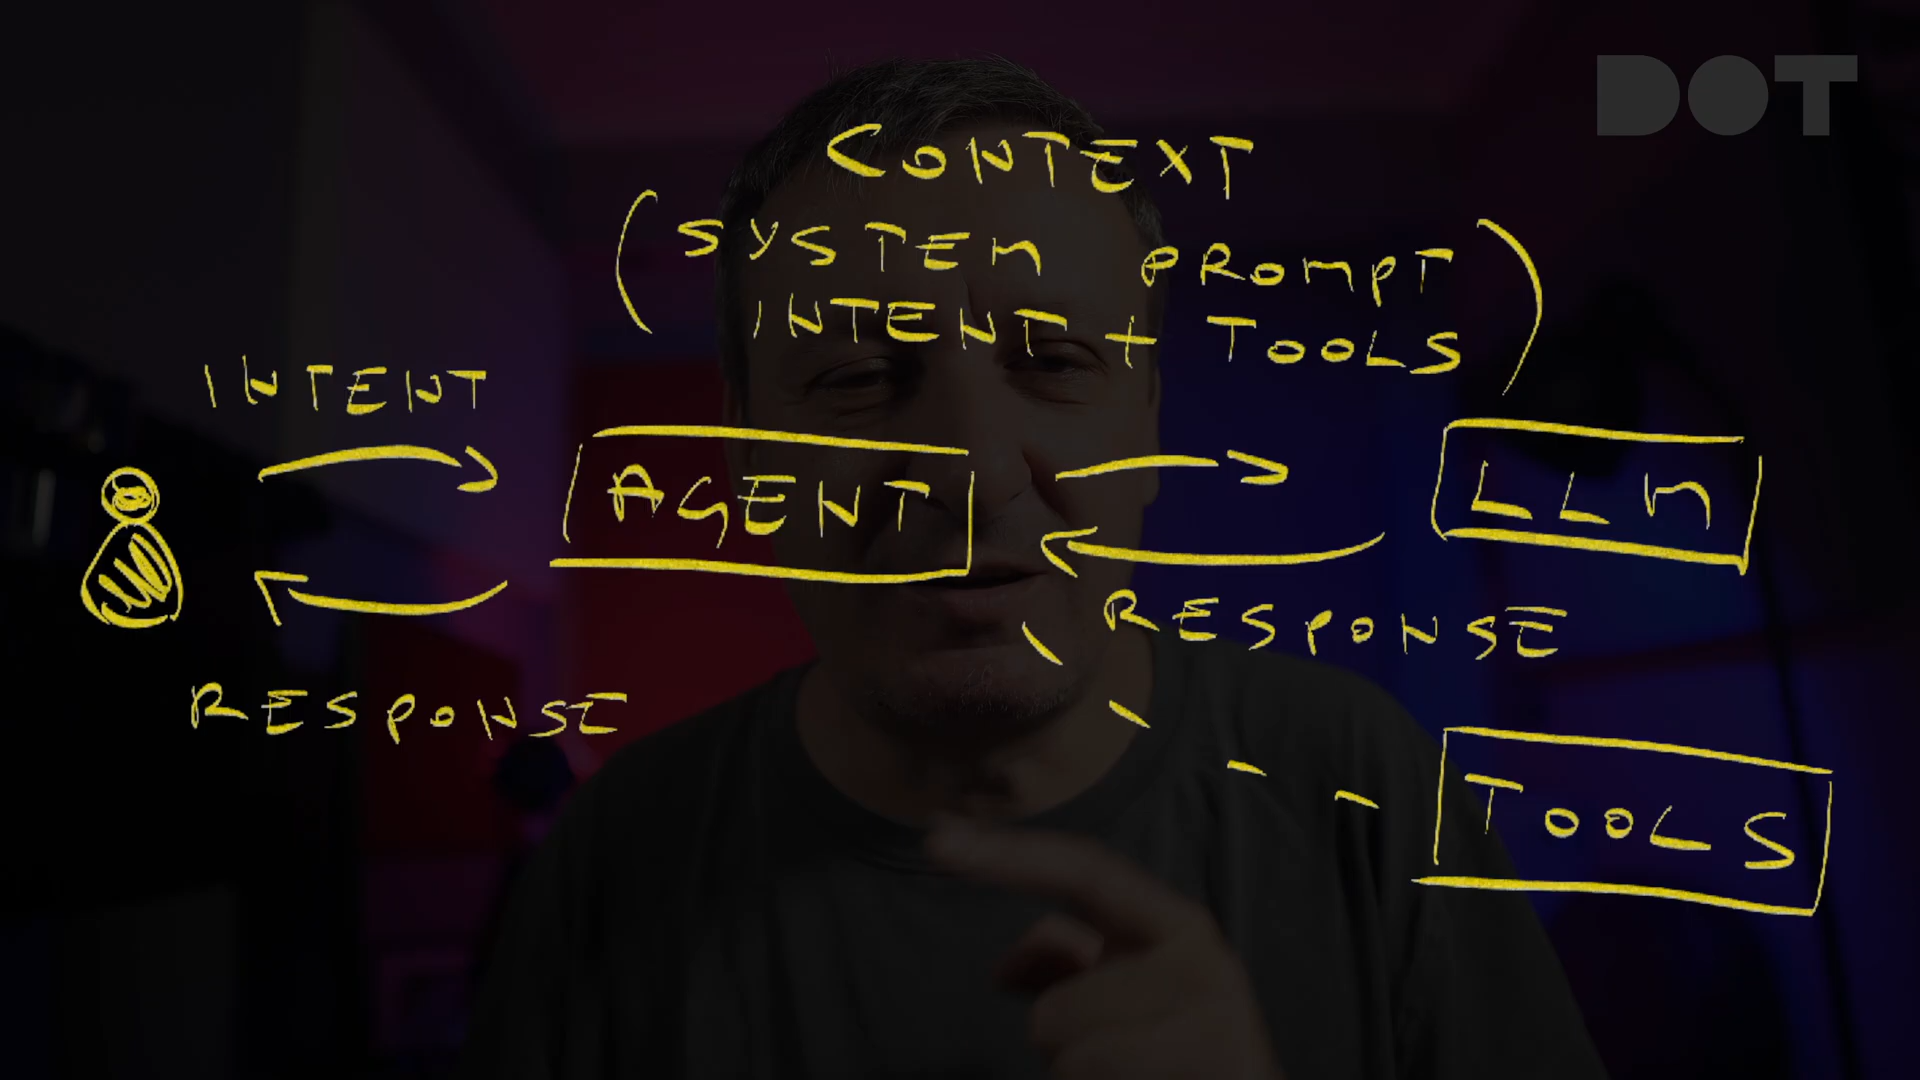 DOT
CONTEXT
(SYSTEM PROMPT
INTENT + TOOLS)
INTENT
AGENT
LLM
RESPONSE
RESPONSE
TOOLS